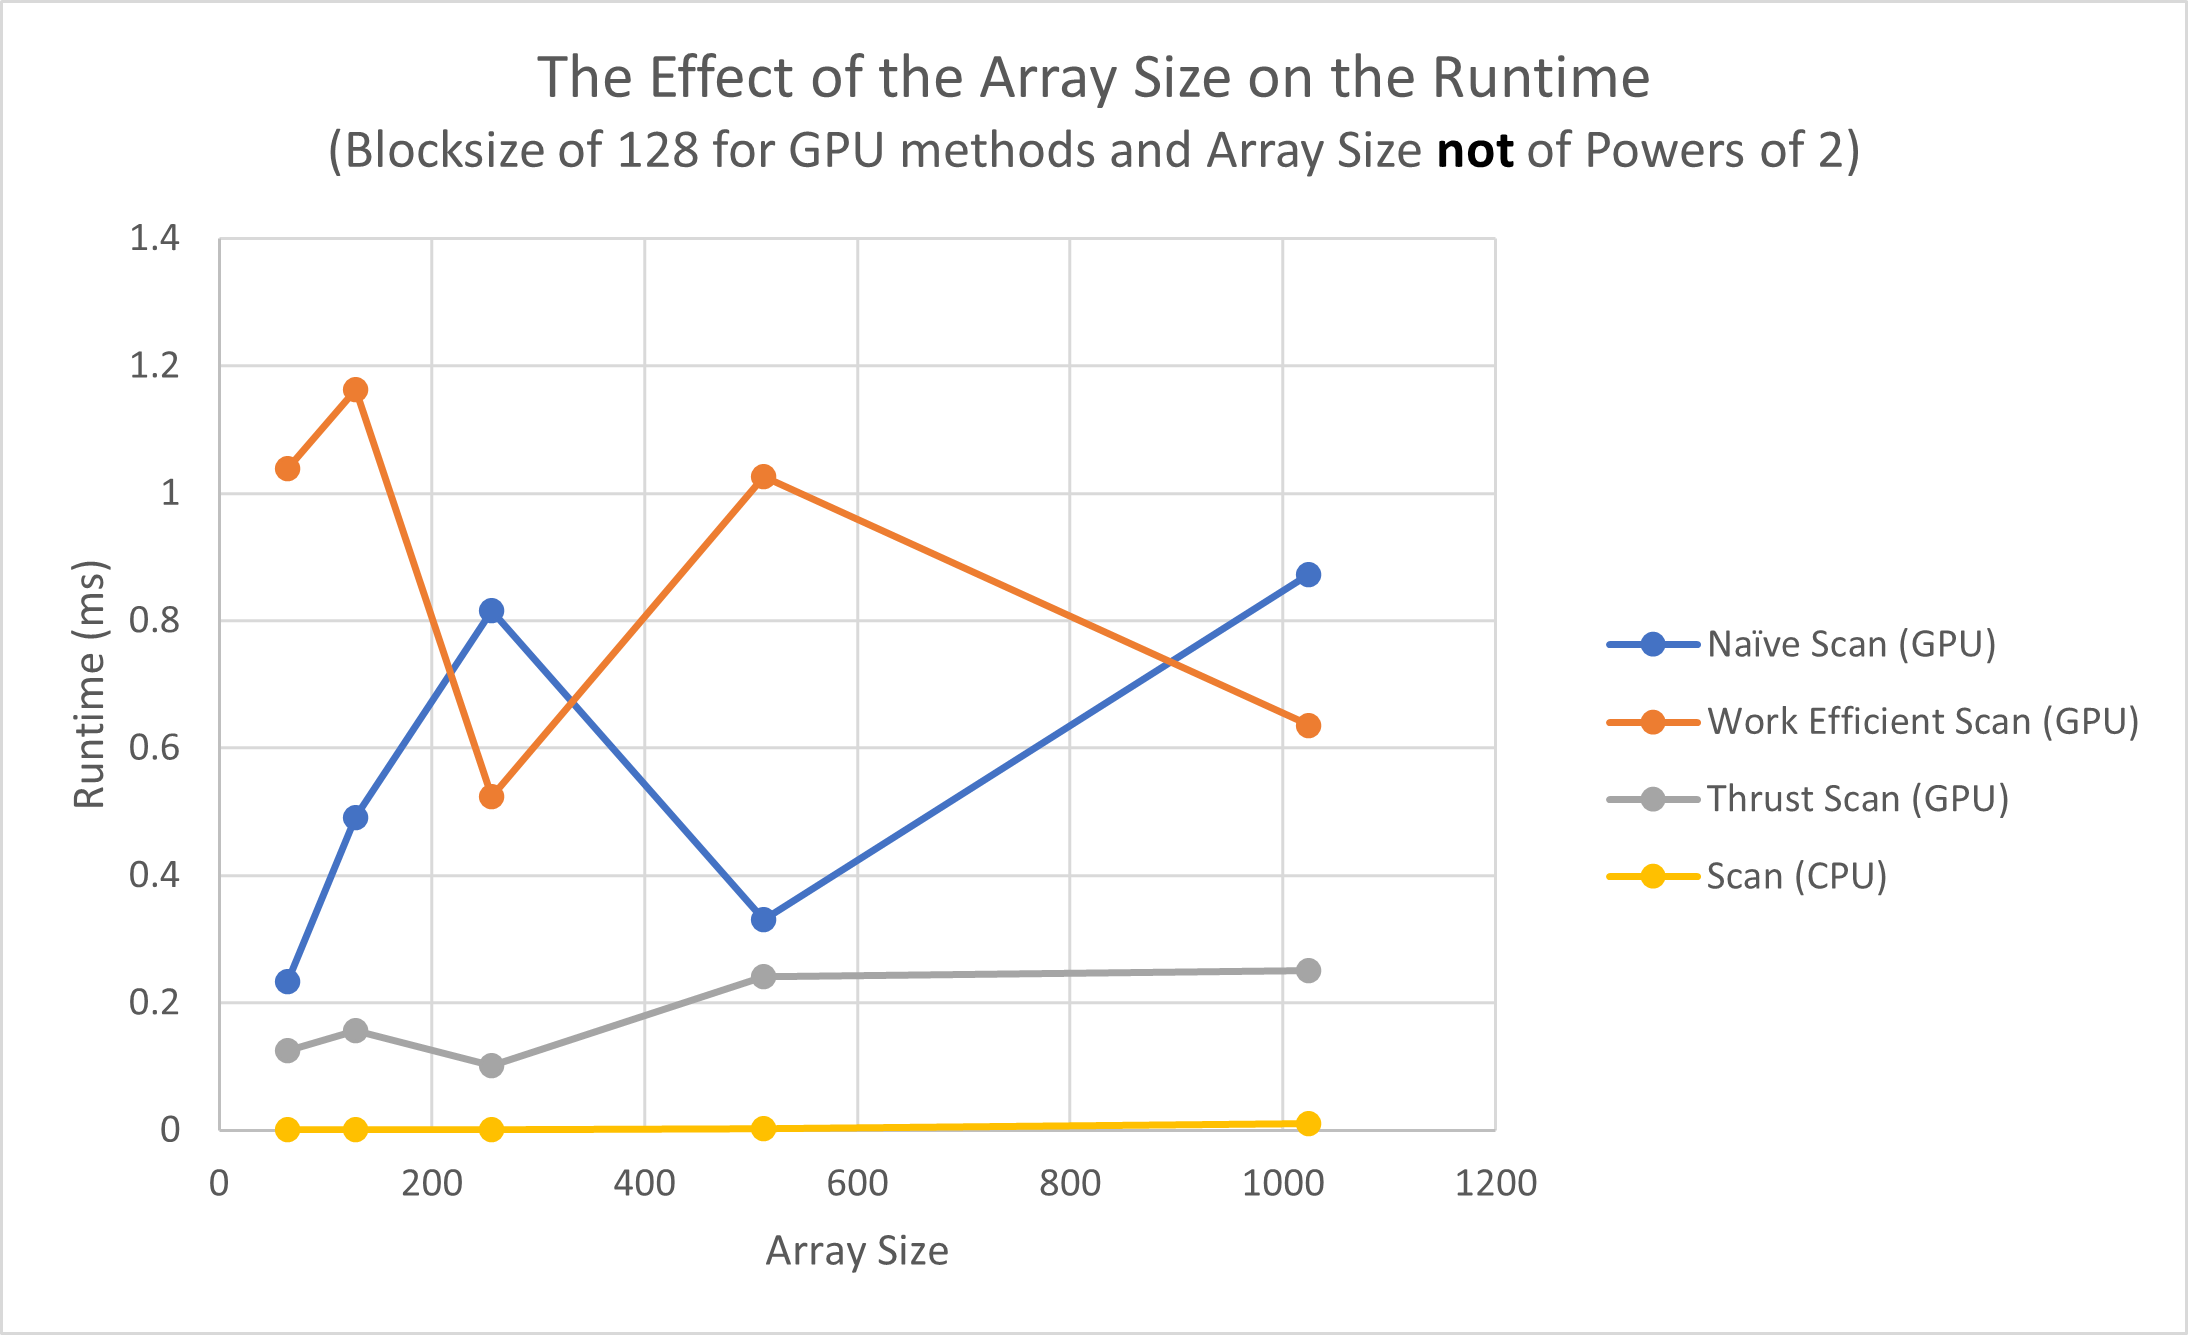 The Effect of the Array Size on the Runtime
(Blocksize of 128 for GPU methods and Array Size not of Powers of 2)
1.4
1.2
1
0.8
0.6
0.4
0.2
0
Runtime (ms)
0 200 400 600 800 1000 1200
Array Size
Naïve Scan (GPU)
Work Efficient Scan (GPU)
Thrust Scan (GPU)
Scan (CPU)